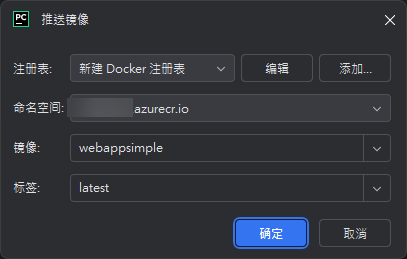 PC 推送镜像
注册表: 新建 Docker 注册表 编辑 添加...
命名空间: azurecr.io
镜像: webappsimple
标签: latest
确定 取消